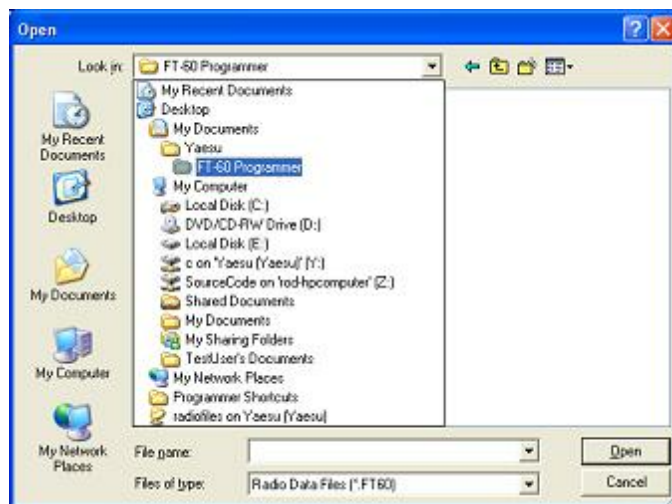 Open
Look in:
FT-60 Programmer
My Recent Documents
Desktop
My Documents
Yaesu
FT-60 Programmer
My Computer
Local Disk (C:)
DVD/CD-RW Drive (D:)
Local Disk (E:)
c on 'Yaesu (Yaesu)' (Y:)
SourceCode on 'rod-hpcomputer' (Z:)
Shared Documents
My Documents
My Sharing Folders
TestUser's Documents
My Network Places
Programmer Shortcuts
radiofiles on Yaesu (Yaesu)
My Recent
Documents
Desktop
My Documents
My Computer
My Network
Places
File name:
Open
Files of type:
Radio Data Files (*.FT60)
Cancel